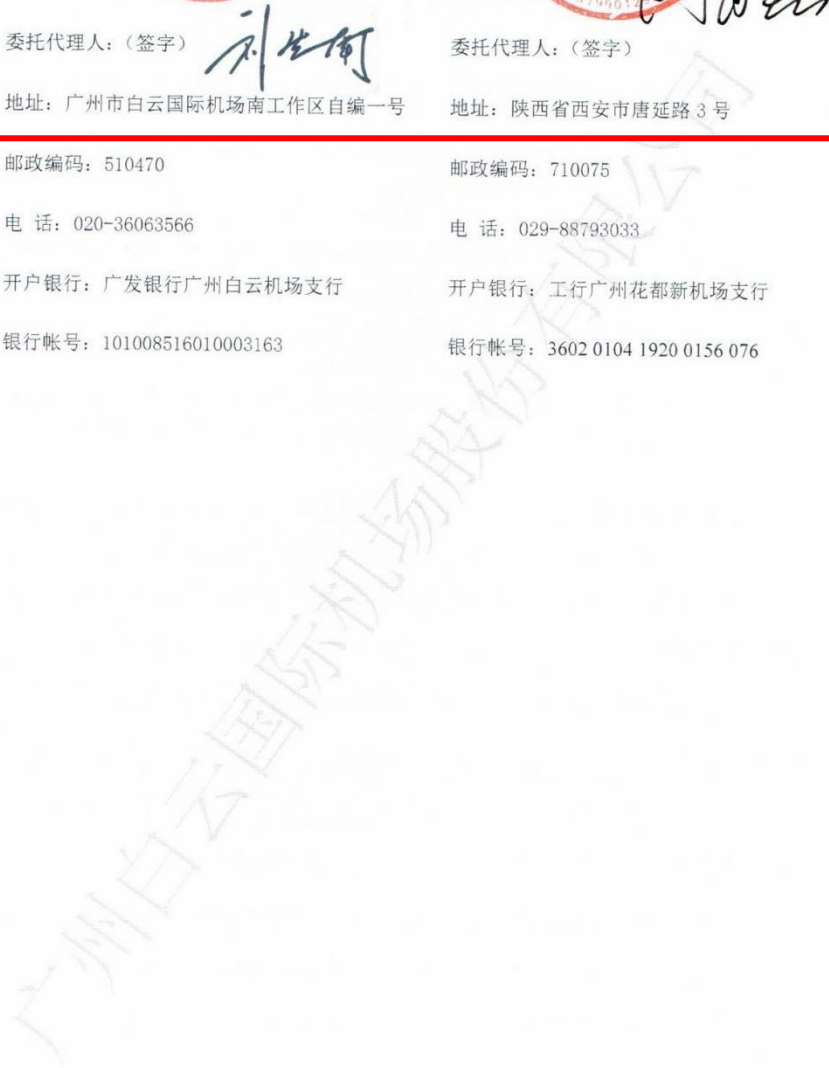 委托代理人：（签字）
地址：广州市白云国际机场南工作区自编一号
邮政编码：510470
电 话：020-36063566
开户银行：广发银行广州白云机场支行
银行帐号：101008516010003163
委托代理人：（签字）
地址：陕西省西安市唐延路 3 号
邮政编码：710075
电 话：029-88793033
开户银行：工行广州花都新机场支行
银行帐号：3602 0104 1920 0156 076
广州白云国际机场股份有限公司